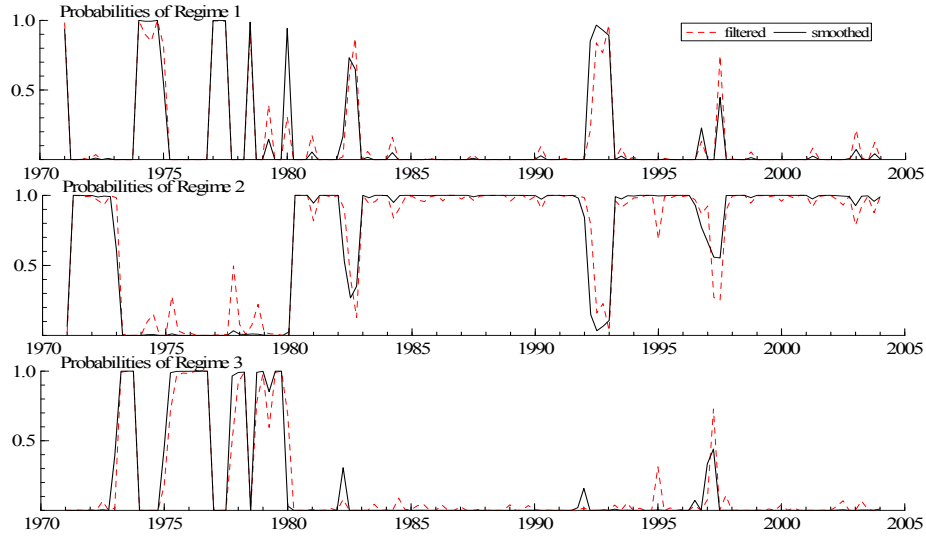 Probabilities of Regime 1
filtered smoothed
1.0
0.5
1970 1975 1980 1985 1990 1995 2000 2005
Probabilities of Regime 2
1.0
0.5
1970 1975 1980 1985 1990 1995 2000 2005
Probabilities of Regime 3
1.0
0.5
1970 1975 1980 1985 1990 1995 2000 2005